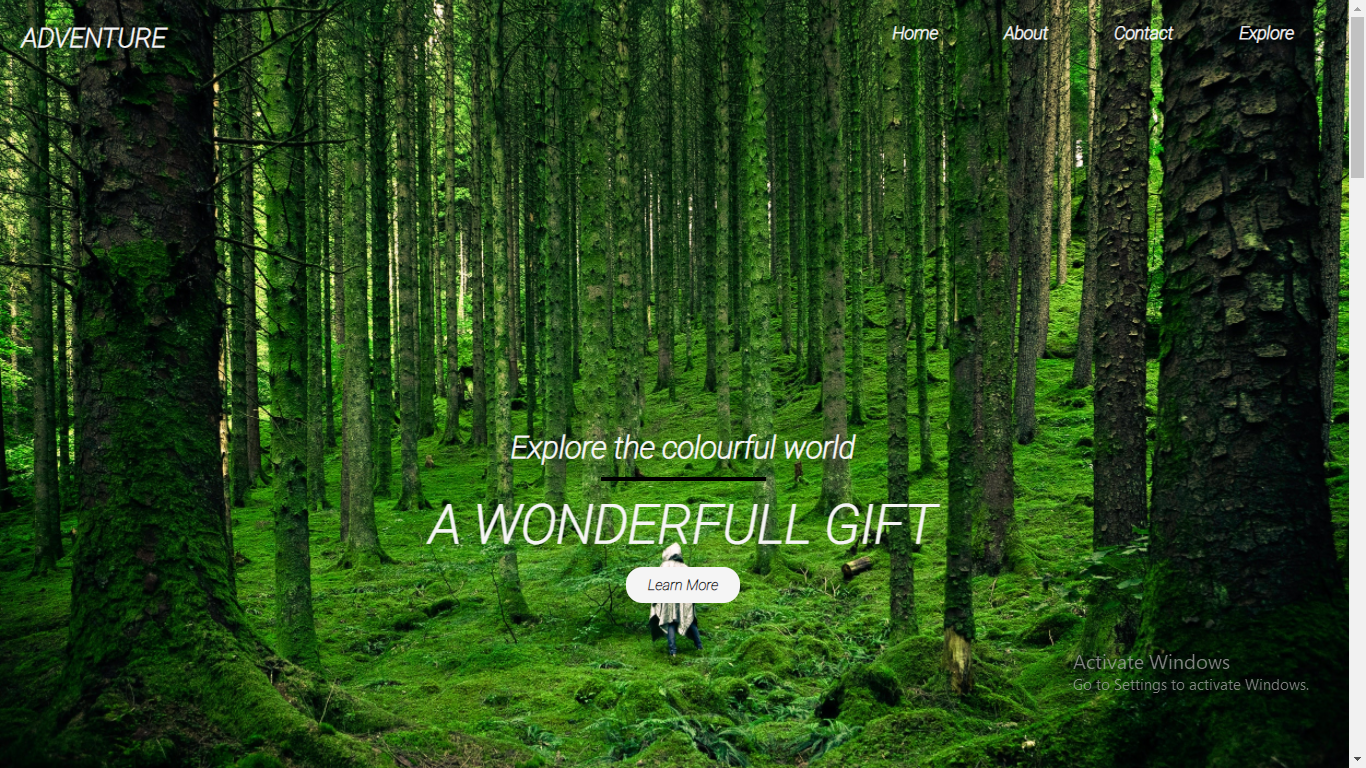 ADVENTURE
Home About Contact Explore
Explore the colourful world
A WONDERFULL GIFT
Learn More
Activate Windows
Go to Settings to activate Windows.